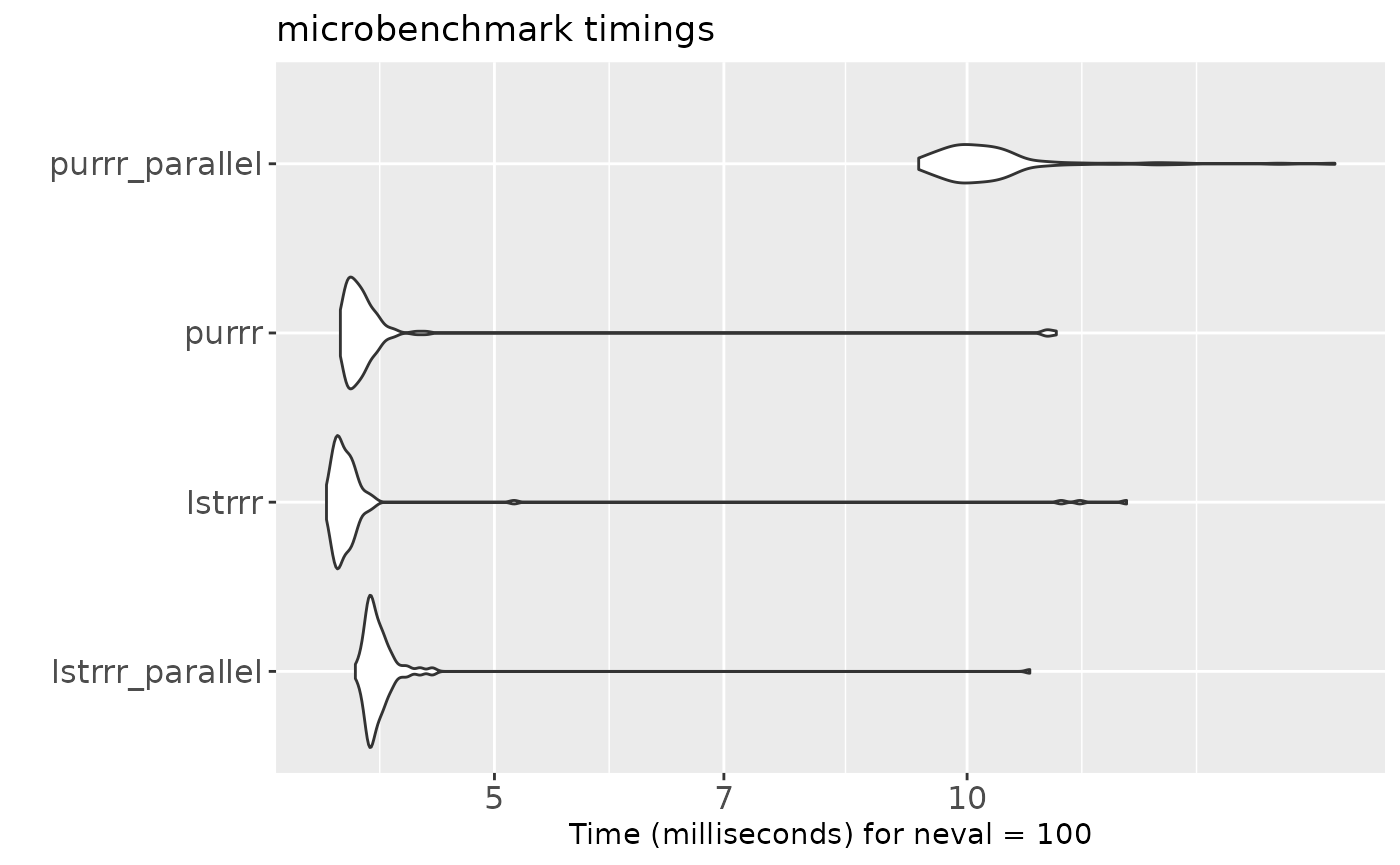 microbenchmark timings
purrr_parallel
purrr
lstrrr
lstrrr_parallel
5 7 10
Time (milliseconds) for neval = 100